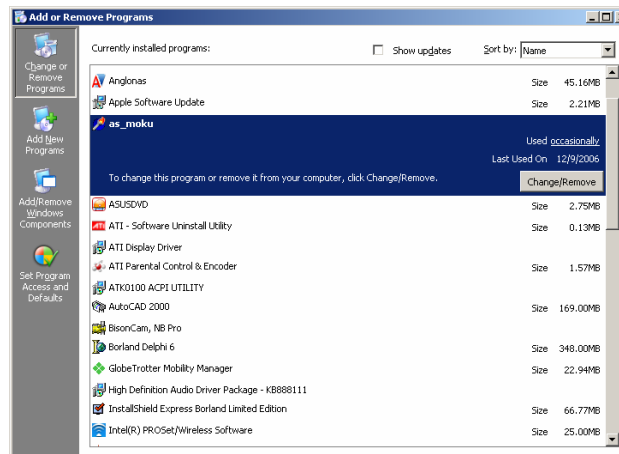 Add or Remove Programs
Currently installed programs:
Show updates
Sort by: Name
Change or
Remove
Programs
Add New
Programs
Add/Remove
Windows
Components
Set Program
Access and
Defaults
Anglonas Size 45.16MB
Apple Software Update Size 2.21MB
as_moku
Used occasionally
Last Used On 12/9/2006
To change this program or remove it from your computer, click Change/Remove.
Change/Remove
ASUSDVD Size 2.75MB
ATI - Software Uninstall Utility Size 0.13MB
ATI Display Driver
ATI Parental Control & Encoder Size 1.57MB
ATK0100 ACPI UTILITY
AutoCAD 2000 Size 169.00MB
BisonCam, NB Pro
Borland Delphi 6 Size 348.00MB
GlobeTrotter Mobility Manager Size 22.94MB
High Definition Audio Driver Package - KB888111
InstallShield Express Borland Limited Edition Size 66.77MB
Intel(R) PROSet/Wireless Software Size 25.00MB